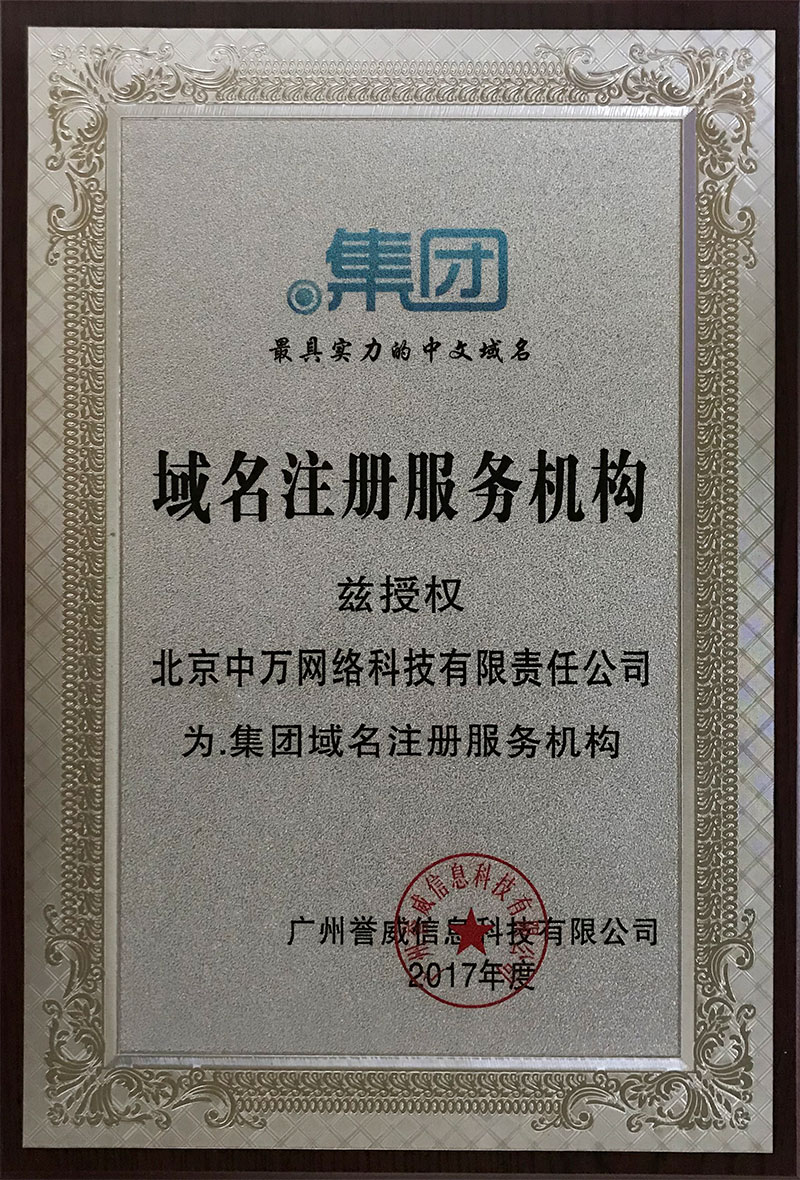 .集团
最具实力的中文域名
域名注册服务机构
兹授权
北京中万网络科技有限责任公司
为.集团域名注册服务机构
广州誉威信息科技有限公司
2017年度